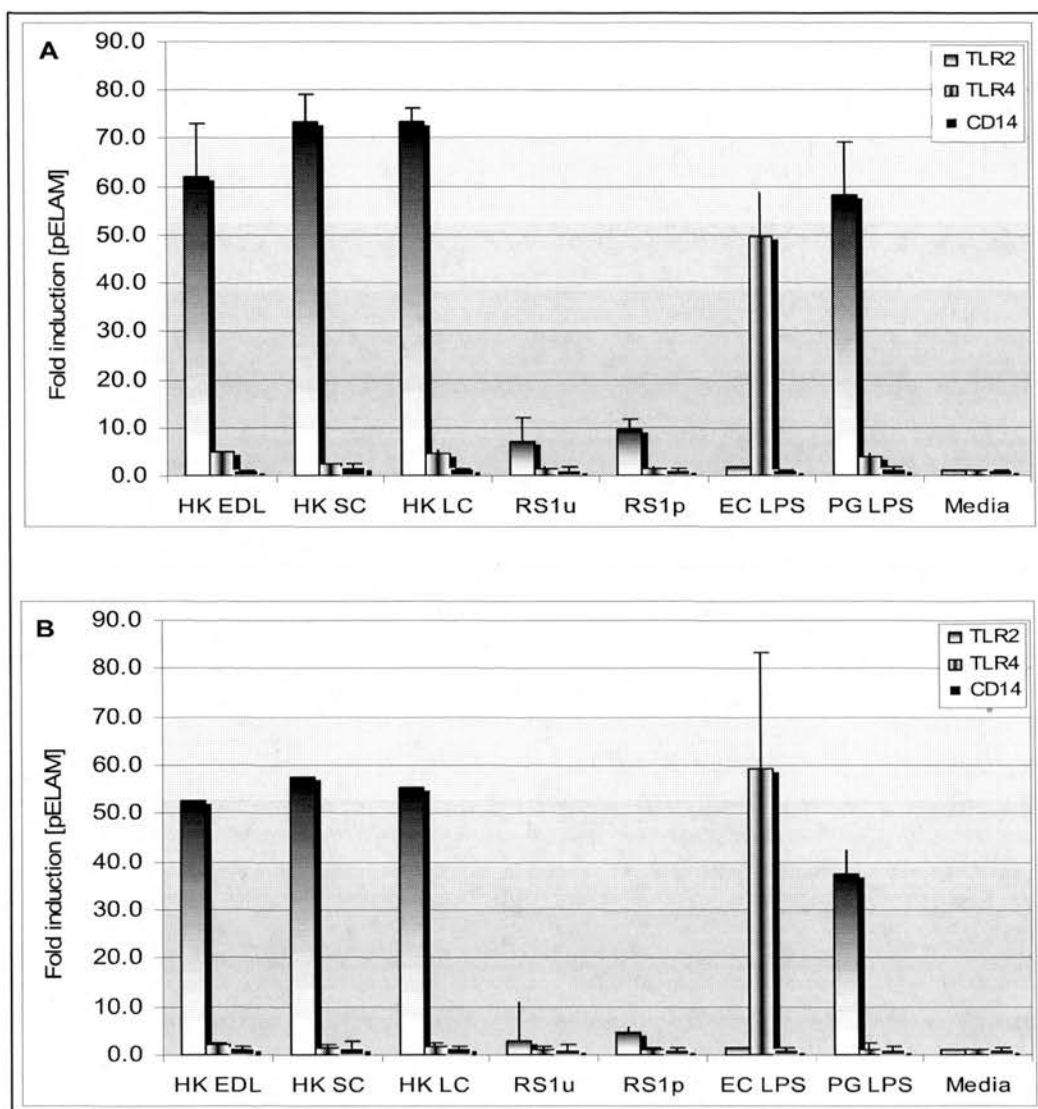 A
90.0
80.0
70.0
60.0
50.0
40.0
30.0
20.0
10.0
0.0
Fold induction [pELAM]
TLR2
TLR4
CD14
HK EDL HK SC HK LC RS1u RS1p EC LPS PG LPS Media
B
90.0
80.0
70.0
60.0
50.0
40.0
30.0
20.0
10.0
0.0
Fold induction [pELAM]
TLR2
TLR4
CD14
HK EDL HK SC HK LC RS1u RS1p EC LPS PG LPS Media